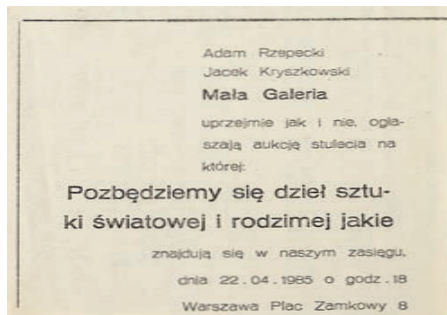 Adam Rzepecki
Jacek Kryszkowski
Mała Galeria
uprzejmie jak i nie, ogła-
szają aukcję stulecia na
której:
Pozbędziemy się dzieł sztu-
ki światowej i rodzimej jakie
znajdują się w naszym zasięgu,
dnia 22.04.1985 o godz.18
Warszawa Plac Zamkowy 8